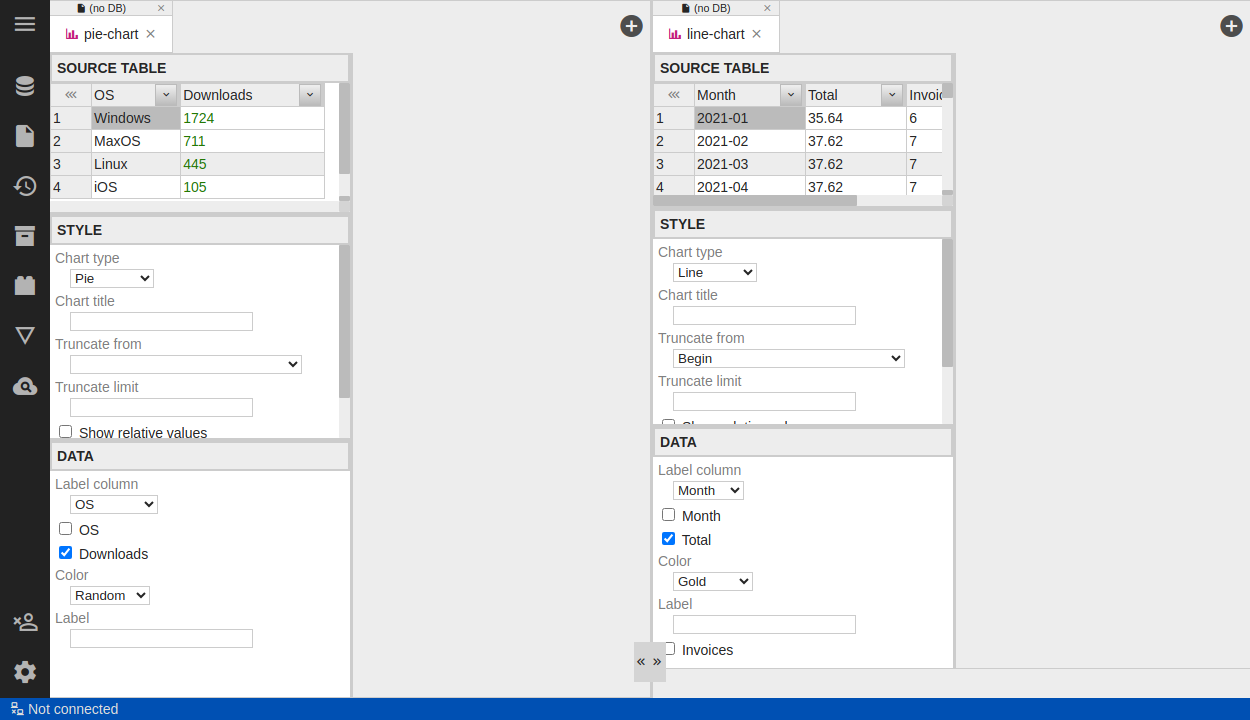 (no DB)
pie-chart
SOURCE TABLE
OS Downloads
1 Windows 1724
2 MaxOS 711
3 Linux 445
4 iOS 105
STYLE
Chart type
Pie
Chart title
Truncate from
Truncate limit
Show relative values
DATA
Label column
OS
OS
Downloads
Color
Random
Label
(no DB)
line-chart
SOURCE TABLE
Month Total Invoic
1 2021-01 35.64 6
2 2021-02 37.62 7
3 2021-03 37.62 7
4 2021-04 37.62 7
STYLE
Chart type
Line
Chart title
Truncate from
Begin
Truncate limit
DATA
Label column
Month
Month
Total
Color
Gold
Label
Invoices
« »
Not connected